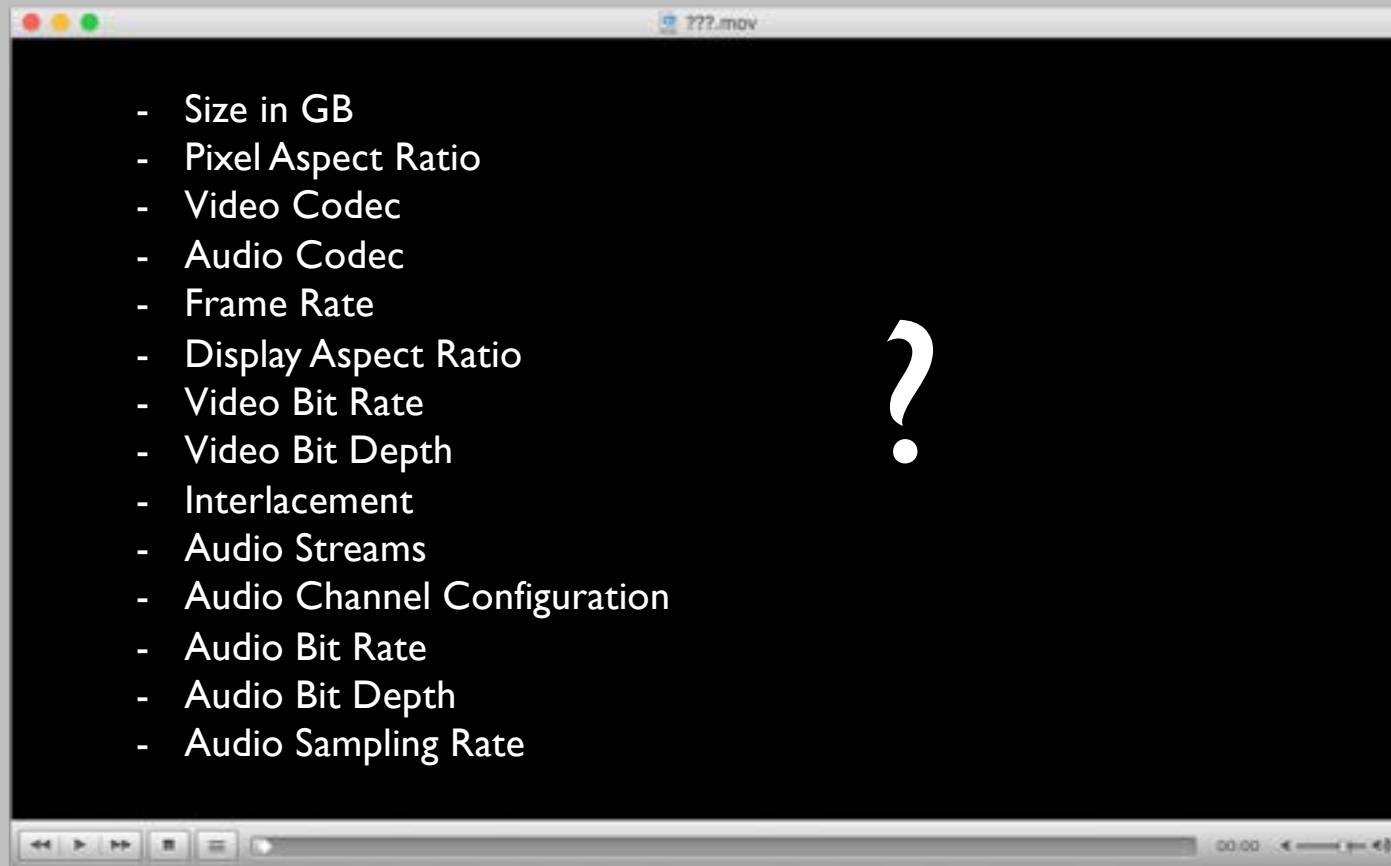 ???.mov
- Size in GB
- Pixel Aspect Ratio
- Video Codec
- Audio Codec
- Frame Rate
- Display Aspect Ratio
- Video Bit Rate
- Video Bit Depth
- Interlacement
- Audio Streams
- Audio Channel Configuration
- Audio Bit Rate
- Audio Bit Depth
- Audio Sampling Rate
?
00:00